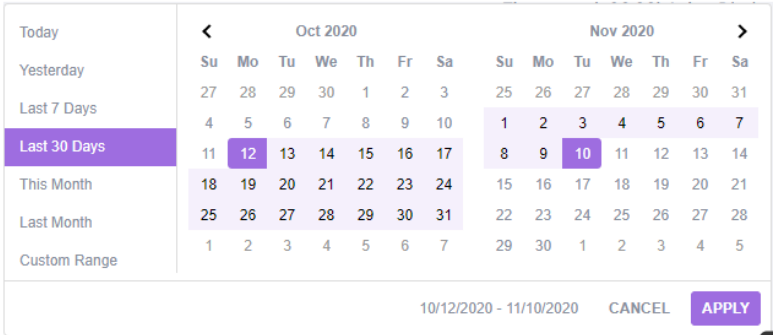 Today
Yesterday
Last 7 Days
Last 30 Days
This Month
Last Month
Custom Range
Oct 2020
Su Mo Tu We Th Fr Sa
27 28 29 30 1 2 3
4 5 6 7 8 9 10
11 12 13 14 15 16 17
18 19 20 21 22 23 24
25 26 27 28 29 30 31
1 2 3 4 5 6 7
Nov 2020
Su Mo Tu We Th Fr Sa
25 26 27 28 29 30 31
1 2 3 4 5 6 7
8 9 10 11 12 13 14
15 16 17 18 19 20 21
22 23 24 25 26 27 28
29 30 1 2 3 4 5
10/12/2020 - 11/10/2020 CANCEL APPLY